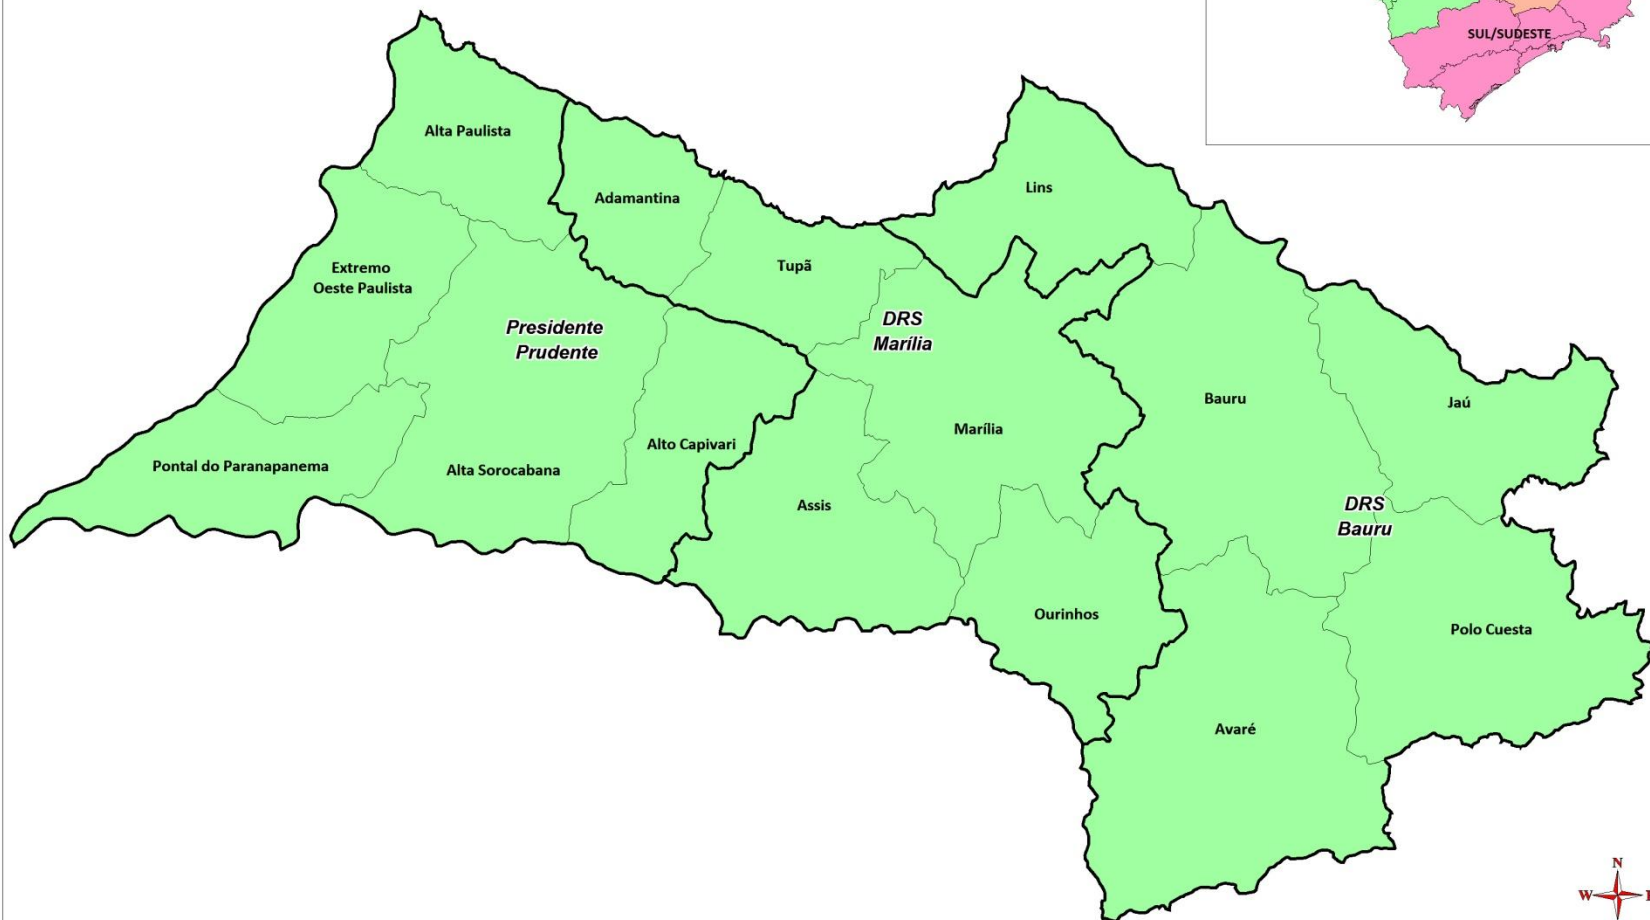 SUL/SUDESTE
Alta Paulista
Lins
Adamantina
Tupã
Extremo
Oeste Paulista
Presidente
Prudente
DRS
Marília
Bauru
Jaú
Marília
Alto Capivari
Pontal do Paranapanema
Alta Sorocabana
Assis
DRS
Bauru
Ourinhos
Polo Cuesta
Avaré
N
W